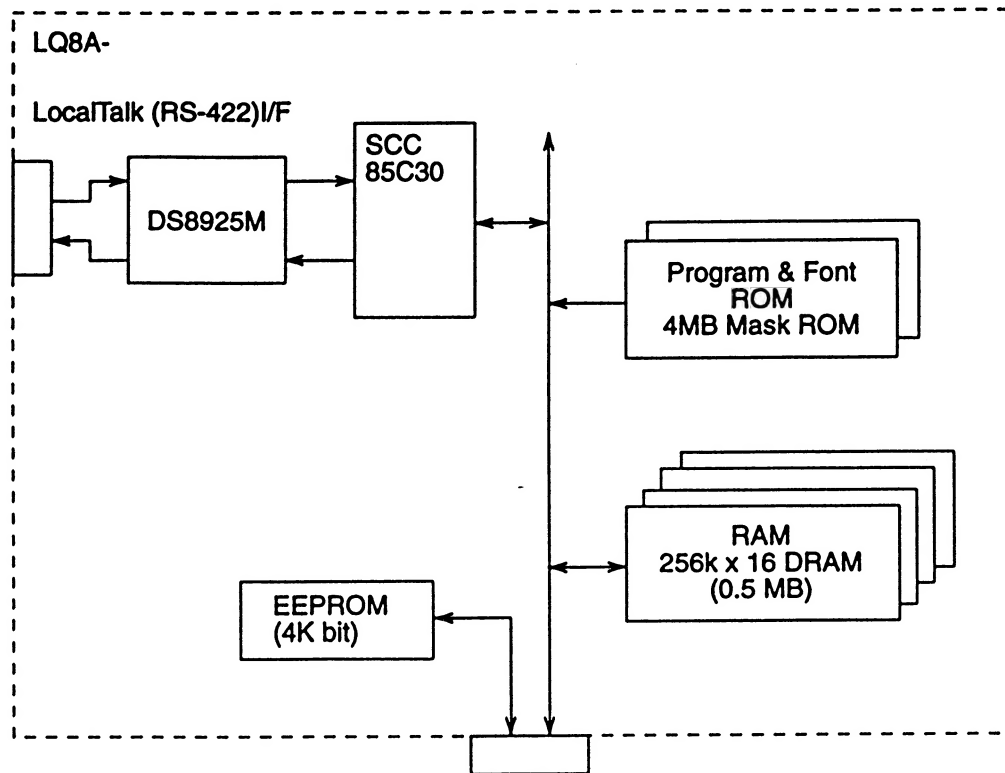 LQ8A-
LocalTalk (RS-422)I/F
SCC
85C30
DS8925M
Program & Font
ROM
4MB Mask ROM
RAM
256k x 16 DRAM
(0.5 MB)
EEPROM
(4K bit)